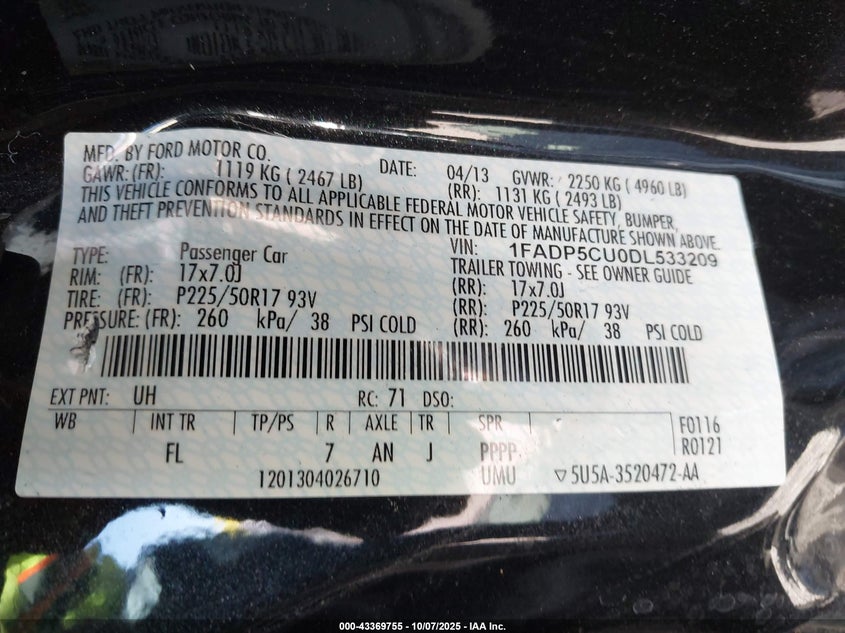 MFD. BY FORD MOTOR CO. DATE: 04/13 GVWR: 2250 KG ( 4960 LB)
GAWR: (FR): 1119 KG ( 2467 LB) (RR): 1131 KG ( 2493 LB)
THIS VEHICLE CONFORMS TO ALL APPLICABLE FEDERAL MOTOR VEHICLE SAFETY, BUMPER,
AND THEFT PREVENTION STANDARDS IN EFFECT ON THE DATE OF MANUFACTURE SHOWN ABOVE.
VIN: 1FADP5CU0DL533209
TYPE: Passenger Car TRAILER TOWING - SEE OWNER GUIDE
RIM: (FR): 17x7.0J (RR): 17x7.0J
TIRE: (FR): P225/50R17 93V (RR): P225/50R17 93V
PRESSURE: (FR): 260 kPa/ 38 PSI COLD (RR): 260 kPa/ 38 PSI COLD
EXT PNT: UH RC: 71 DSO:
WB INT TR TP/PS R AXLE TR SPR F0116
FL 7 AN J PPPP R0121
1201304026710 UMU ▽5U5A-3520472-AA
000-43369755 - 10/07/2025 - IAA Inc.